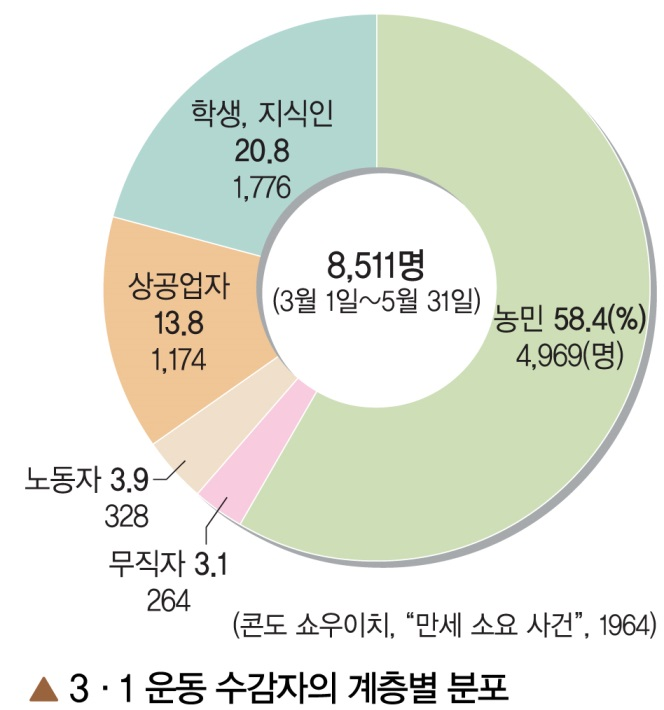 학생, 지식인
20.8
1,776
8,511명
(3월 1일~5월 31일)
농민 58.4(%)
4,969(명)
상공업자
13.8
1,174
노동자 3.9
328
무직자 3.1
264
(콘도 쇼우이치, “만세 소요 사건”, 1964)
▲ 3·1 운동 수감자의 계층별 분포